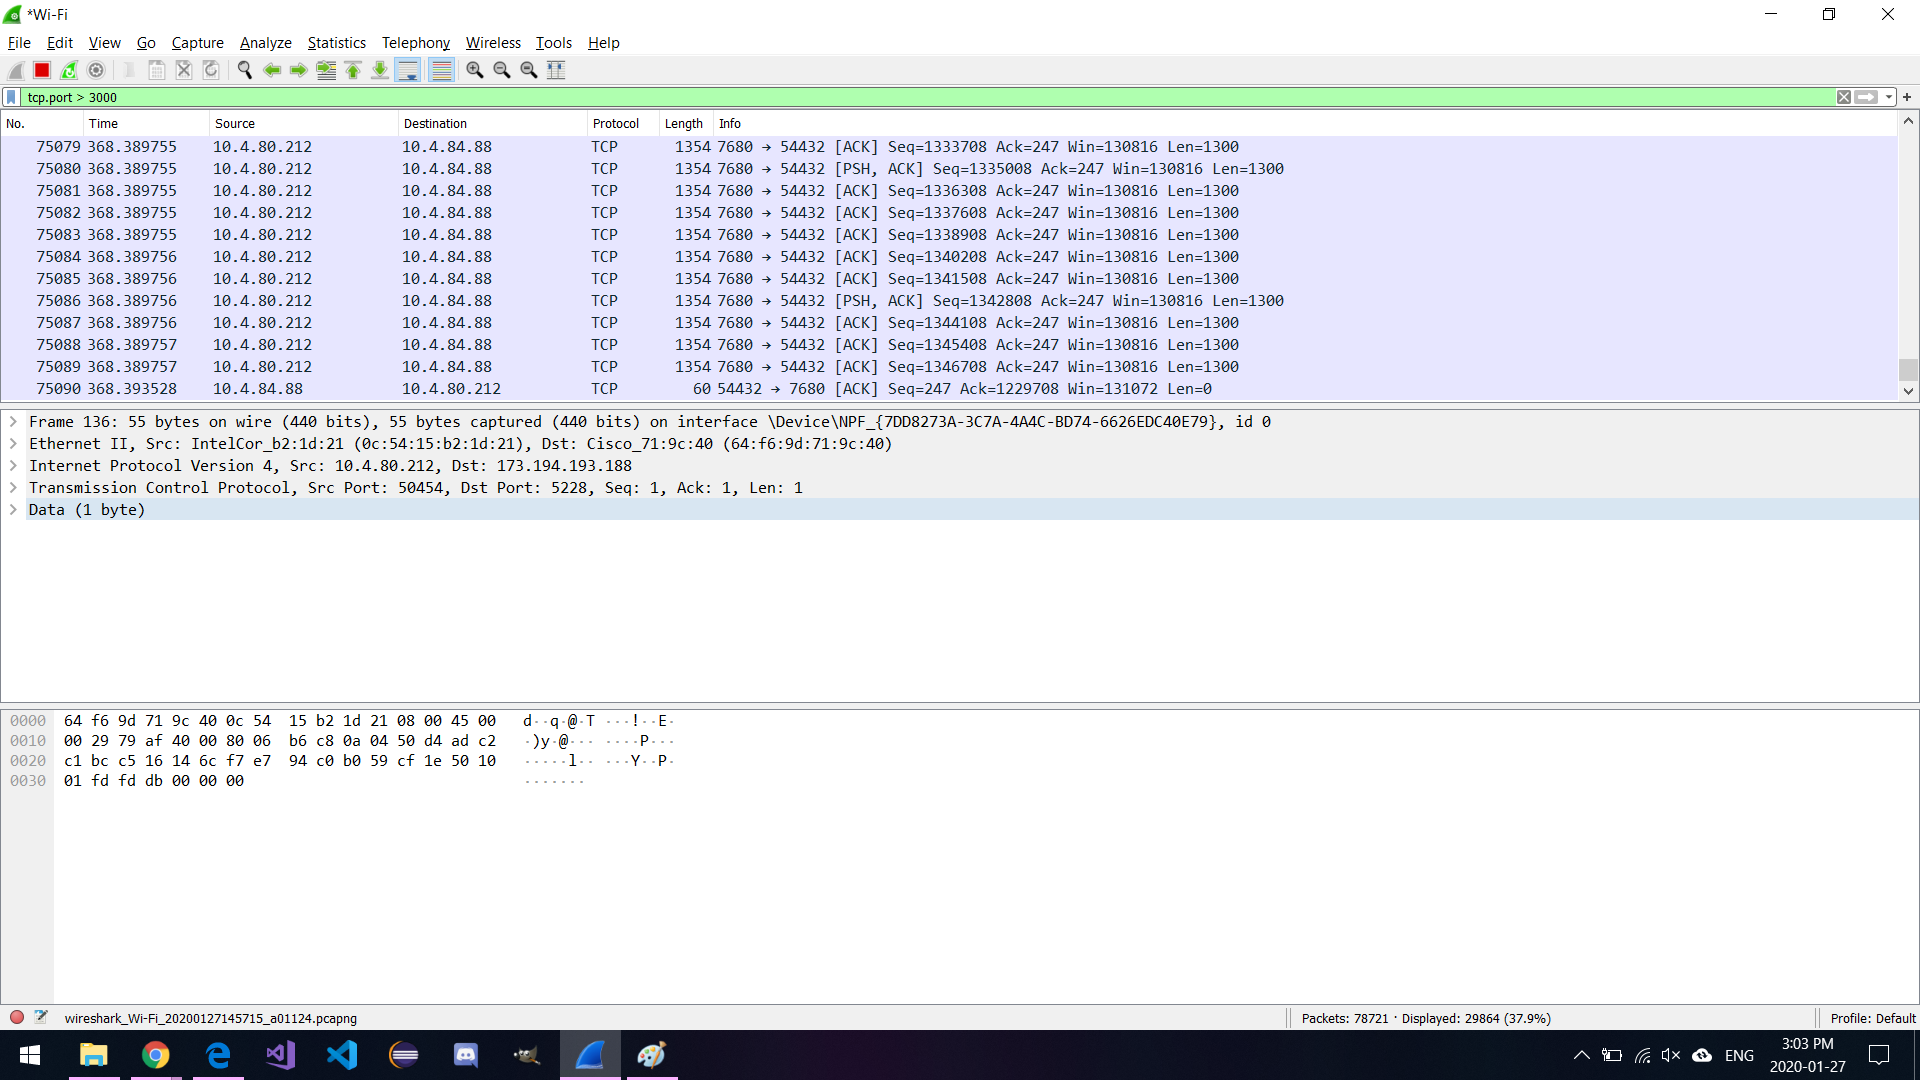 *Wi-Fi
File Edit View Go Capture Analyze Statistics Telephony Wireless Tools Help
tcp.port > 3000
No. Time Source Destination Protocol Length Info
75079 368.389755 10.4.80.212 10.4.84.88 TCP 1354 7680 → 54432 [ACK] Seq=1333708 Ack=247 Win=130816 Len=1300
75080 368.389755 10.4.80.212 10.4.84.88 TCP 1354 7680 → 54432 [PSH, ACK] Seq=1335008 Ack=247 Win=130816 Len=1300
75081 368.389755 10.4.80.212 10.4.84.88 TCP 1354 7680 → 54432 [ACK] Seq=1336308 Ack=247 Win=130816 Len=1300
75082 368.389755 10.4.80.212 10.4.84.88 TCP 1354 7680 → 54432 [ACK] Seq=1337608 Ack=247 Win=130816 Len=1300
75083 368.389755 10.4.80.212 10.4.84.88 TCP 1354 7680 → 54432 [ACK] Seq=1338908 Ack=247 Win=130816 Len=1300
75084 368.389756 10.4.80.212 10.4.84.88 TCP 1354 7680 → 54432 [ACK] Seq=1340208 Ack=247 Win=130816 Len=1300
75085 368.389756 10.4.80.212 10.4.84.88 TCP 1354 7680 → 54432 [ACK] Seq=1341508 Ack=247 Win=130816 Len=1300
75086 368.389756 10.4.80.212 10.4.84.88 TCP 1354 7680 → 54432 [PSH, ACK] Seq=1342808 Ack=247 Win=130816 Len=1300
75087 368.389756 10.4.80.212 10.4.84.88 TCP 1354 7680 → 54432 [ACK] Seq=1344108 Ack=247 Win=130816 Len=1300
75088 368.389757 10.4.80.212 10.4.84.88 TCP 1354 7680 → 54432 [ACK] Seq=1345408 Ack=247 Win=130816 Len=1300
75089 368.389757 10.4.80.212 10.4.84.88 TCP 1354 7680 → 54432 [ACK] Seq=1346708 Ack=247 Win=130816 Len=1300
75090 368.393528 10.4.84.88 10.4.80.212 TCP 60 54432 → 7680 [ACK] Seq=247 Ack=1229708 Win=131072 Len=0
Frame 136: 55 bytes on wire (440 bits), 55 bytes captured (440 bits) on interface \Device\NPF_{7DD8273A-3C7A-4A4C-BD74-6626EDC40E79}, id 0
Ethernet II, Src: IntelCor_b2:1d:21 (0c:54:15:b2:1d:21), Dst: Cisco_71:9c:40 (64:f6:9d:71:9c:40)
Internet Protocol Version 4, Src: 10.4.80.212, Dst: 173.194.193.188
Transmission Control Protocol, Src Port: 50454, Dst Port: 5228, Seq: 1, Ack: 1, Len: 1
Data (1 byte)
0000 64 f6 9d 71 9c 40 0c 54 15 b2 1d 21 08 00 45 00 d··q·@·T ···!··E·
0010 00 29 79 af 40 00 80 06 b6 c8 0a 04 50 d4 ad c2 ·)y·@··· ····P···
0020 c1 bc c5 16 14 6c f7 e7 94 c0 b0 59 cf 1e 50 10 ·····l·· ···Y··P·
0030 01 fd fd db 00 00 00 ·······
wireshark_Wi-Fi_20200127145715_a01124.pcapng Packets: 78721 · Displayed: 29864 (37.9%) Profile: Default
ENG 3:03 PM
2020-01-27